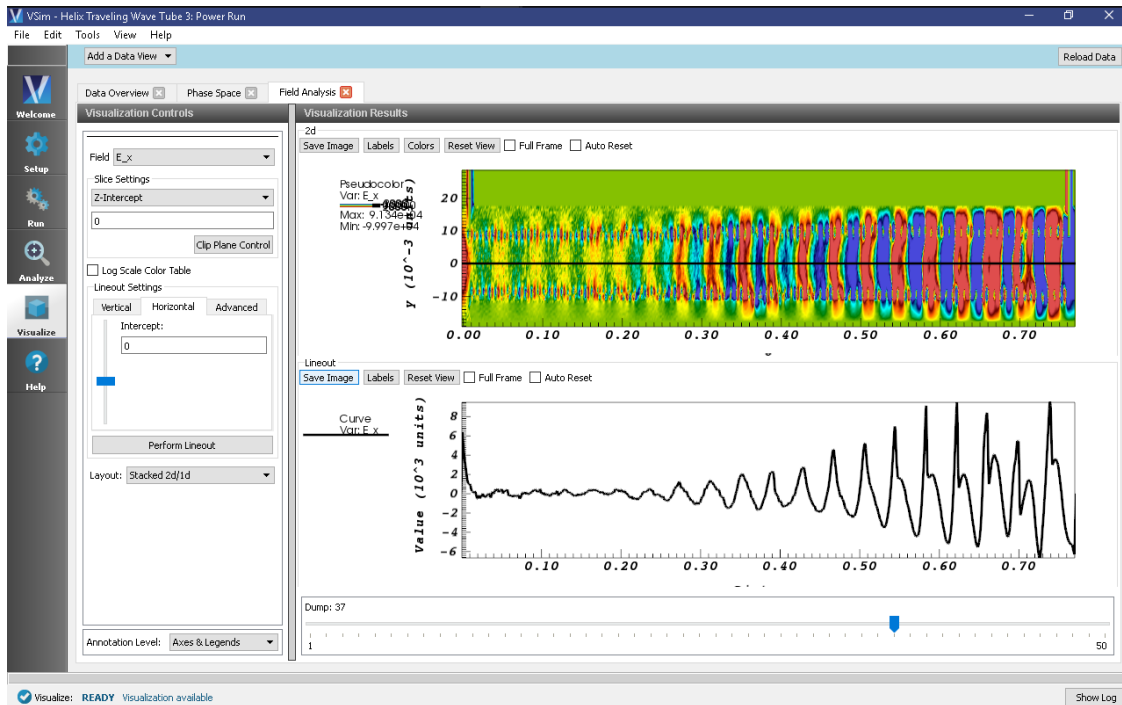 VSim - Helix Traveling Wave Tube 3: Power Run
File Edit Tools View Help
Add a Data View
Reload Data
Welcome
Setup
Run
Analyze
Visualize
Help
Data Overview Phase Space Field Analysis
Visualization Controls
Field E_x
Slice Settings
Z-Intercept
0
Clip Plane Control
Log Scale Color Table
Lineout Settings
Vertical Horizontal Advanced
Intercept:
0
Perform Lineout
Layout: Stacked 2d/1d
Annotation Level: Axes & Legends
Visualization Results
2d
Save Image Labels Colors Reset View Full Frame Auto Reset
Pseudocolor
Var: E_x
Max: 9.134e+04
Min: -9.997e+04
y (10^-3 units)
20
10
0
-10
0.00 0.10 0.20 0.30 0.40 0.50 0.60 0.70
Lineout
Save Image Labels Reset View Full Frame Auto Reset
Curve
Var: E_x
Value (10^3 units)
8
6
4
2
0
-2
-4
-6
0.10 0.20 0.30 0.40 0.50 0.60 0.70
Dump: 37
1 50
Visualize: READY Visualization available
Show Log